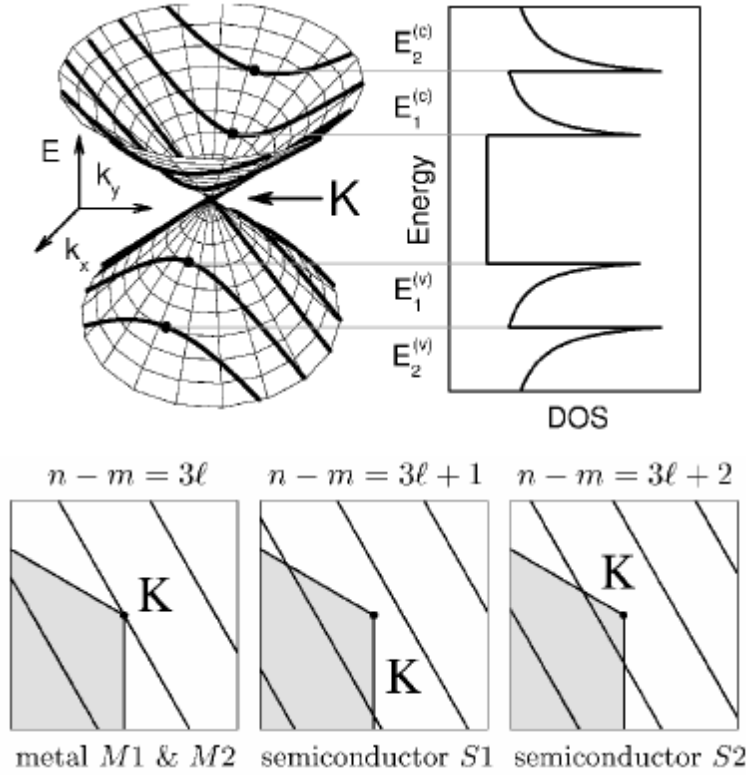 E
k_y
k_x
K
E_2^{(c)}
E_1^{(c)}
Energy
E_1^{(v)}
E_2^{(v)}
DOS
n − m = 3ℓ
n − m = 3ℓ + 1
n − m = 3ℓ + 2
K
K
K
metal M1 & M2
semiconductor S1
semiconductor S2